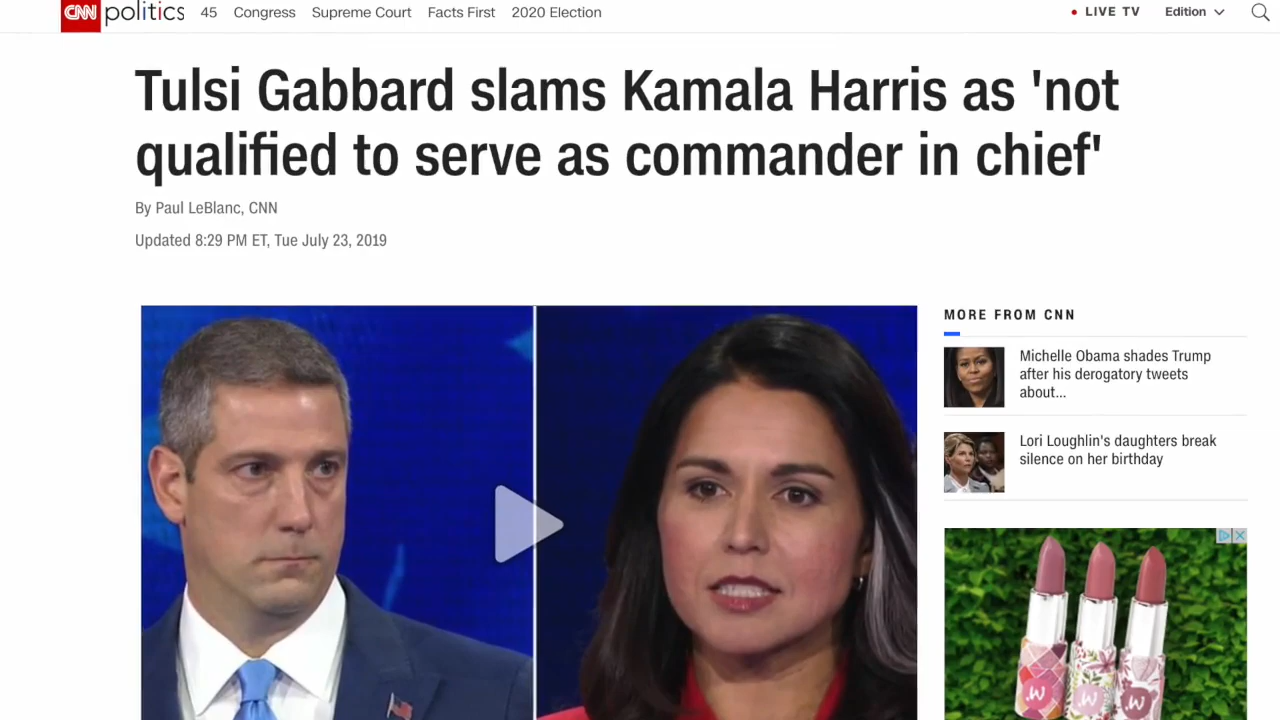 CNN politics 45 Congress Supreme Court Facts First 2020 Election LIVE TV Edition
Tulsi Gabbard slams Kamala Harris as 'not
qualified to serve as commander in chief'
By Paul LeBlanc, CNN
Updated 8:29 PM ET, Tue July 23, 2019
MORE FROM CNN
Michelle Obama shades Trump
after his derogatory tweets
about...
Lori Loughlin's daughters break
silence on her birthday
.W .W .W